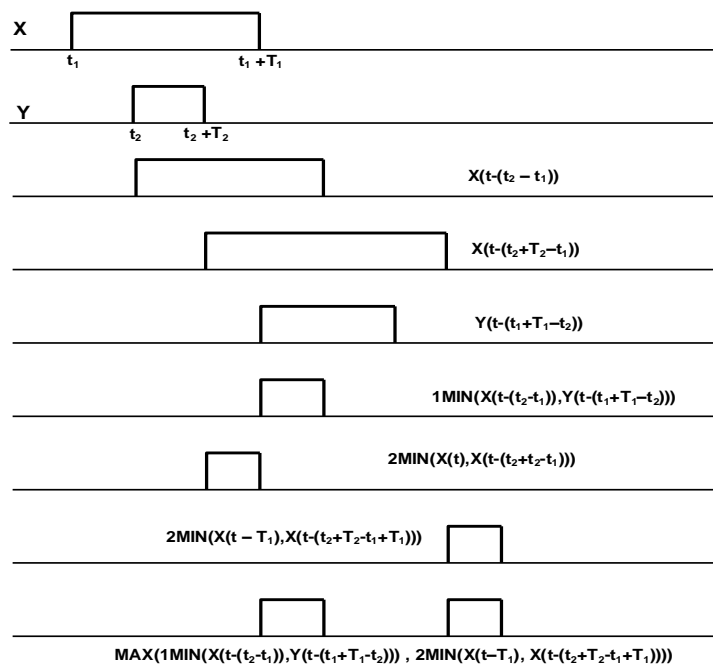 X
t₁ t₁ +T₁
Y
t₂ t₂ +T₂
X(t-(t₂ – t₁))
X(t-(t₂+T₂–t₁))
Y(t-(t₁+T₁–t₂))
1MIN(X(t-(t₂-t₁)),Y(t-(t₁+T₁–t₂)))
2MIN(X(t),X(t-(t₂+t₂-t₁)))
2MIN(X(t – T₁),X(t-(t₂+T₂-t₁+T₁)))
MAX(1MIN(X(t-(t₂-t₁)),Y(t-(t₁+T₁-t₂))) , 2MIN(X(t–T₁), X(t-(t₂+T₂-t₁+T₁))))